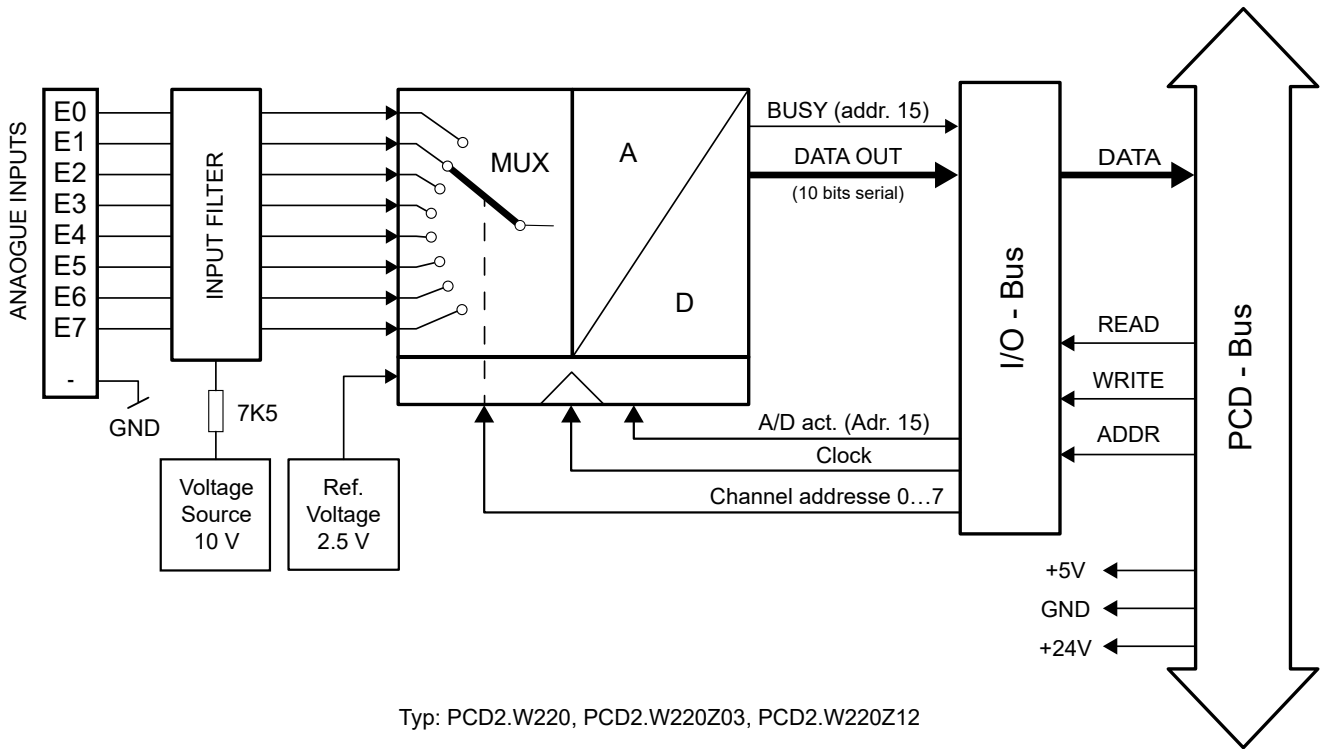 ANAOGUE INPUTS
E0
E1
E2
E3
E4
E5
E6
E7
-
GND
INPUT FILTER
7K5
Voltage
Source
10 V
Ref.
Voltage
2.5 V
MUX
A
D
BUSY (addr. 15)
DATA OUT
(10 bits serial)
A/D act. (Adr. 15)
Clock
Channel addresse 0…7
I/O - Bus
DATA
READ
WRITE
ADDR
+5V
GND
+24V
PCD - Bus
Typ: PCD2.W220, PCD2.W220Z03, PCD2.W220Z12